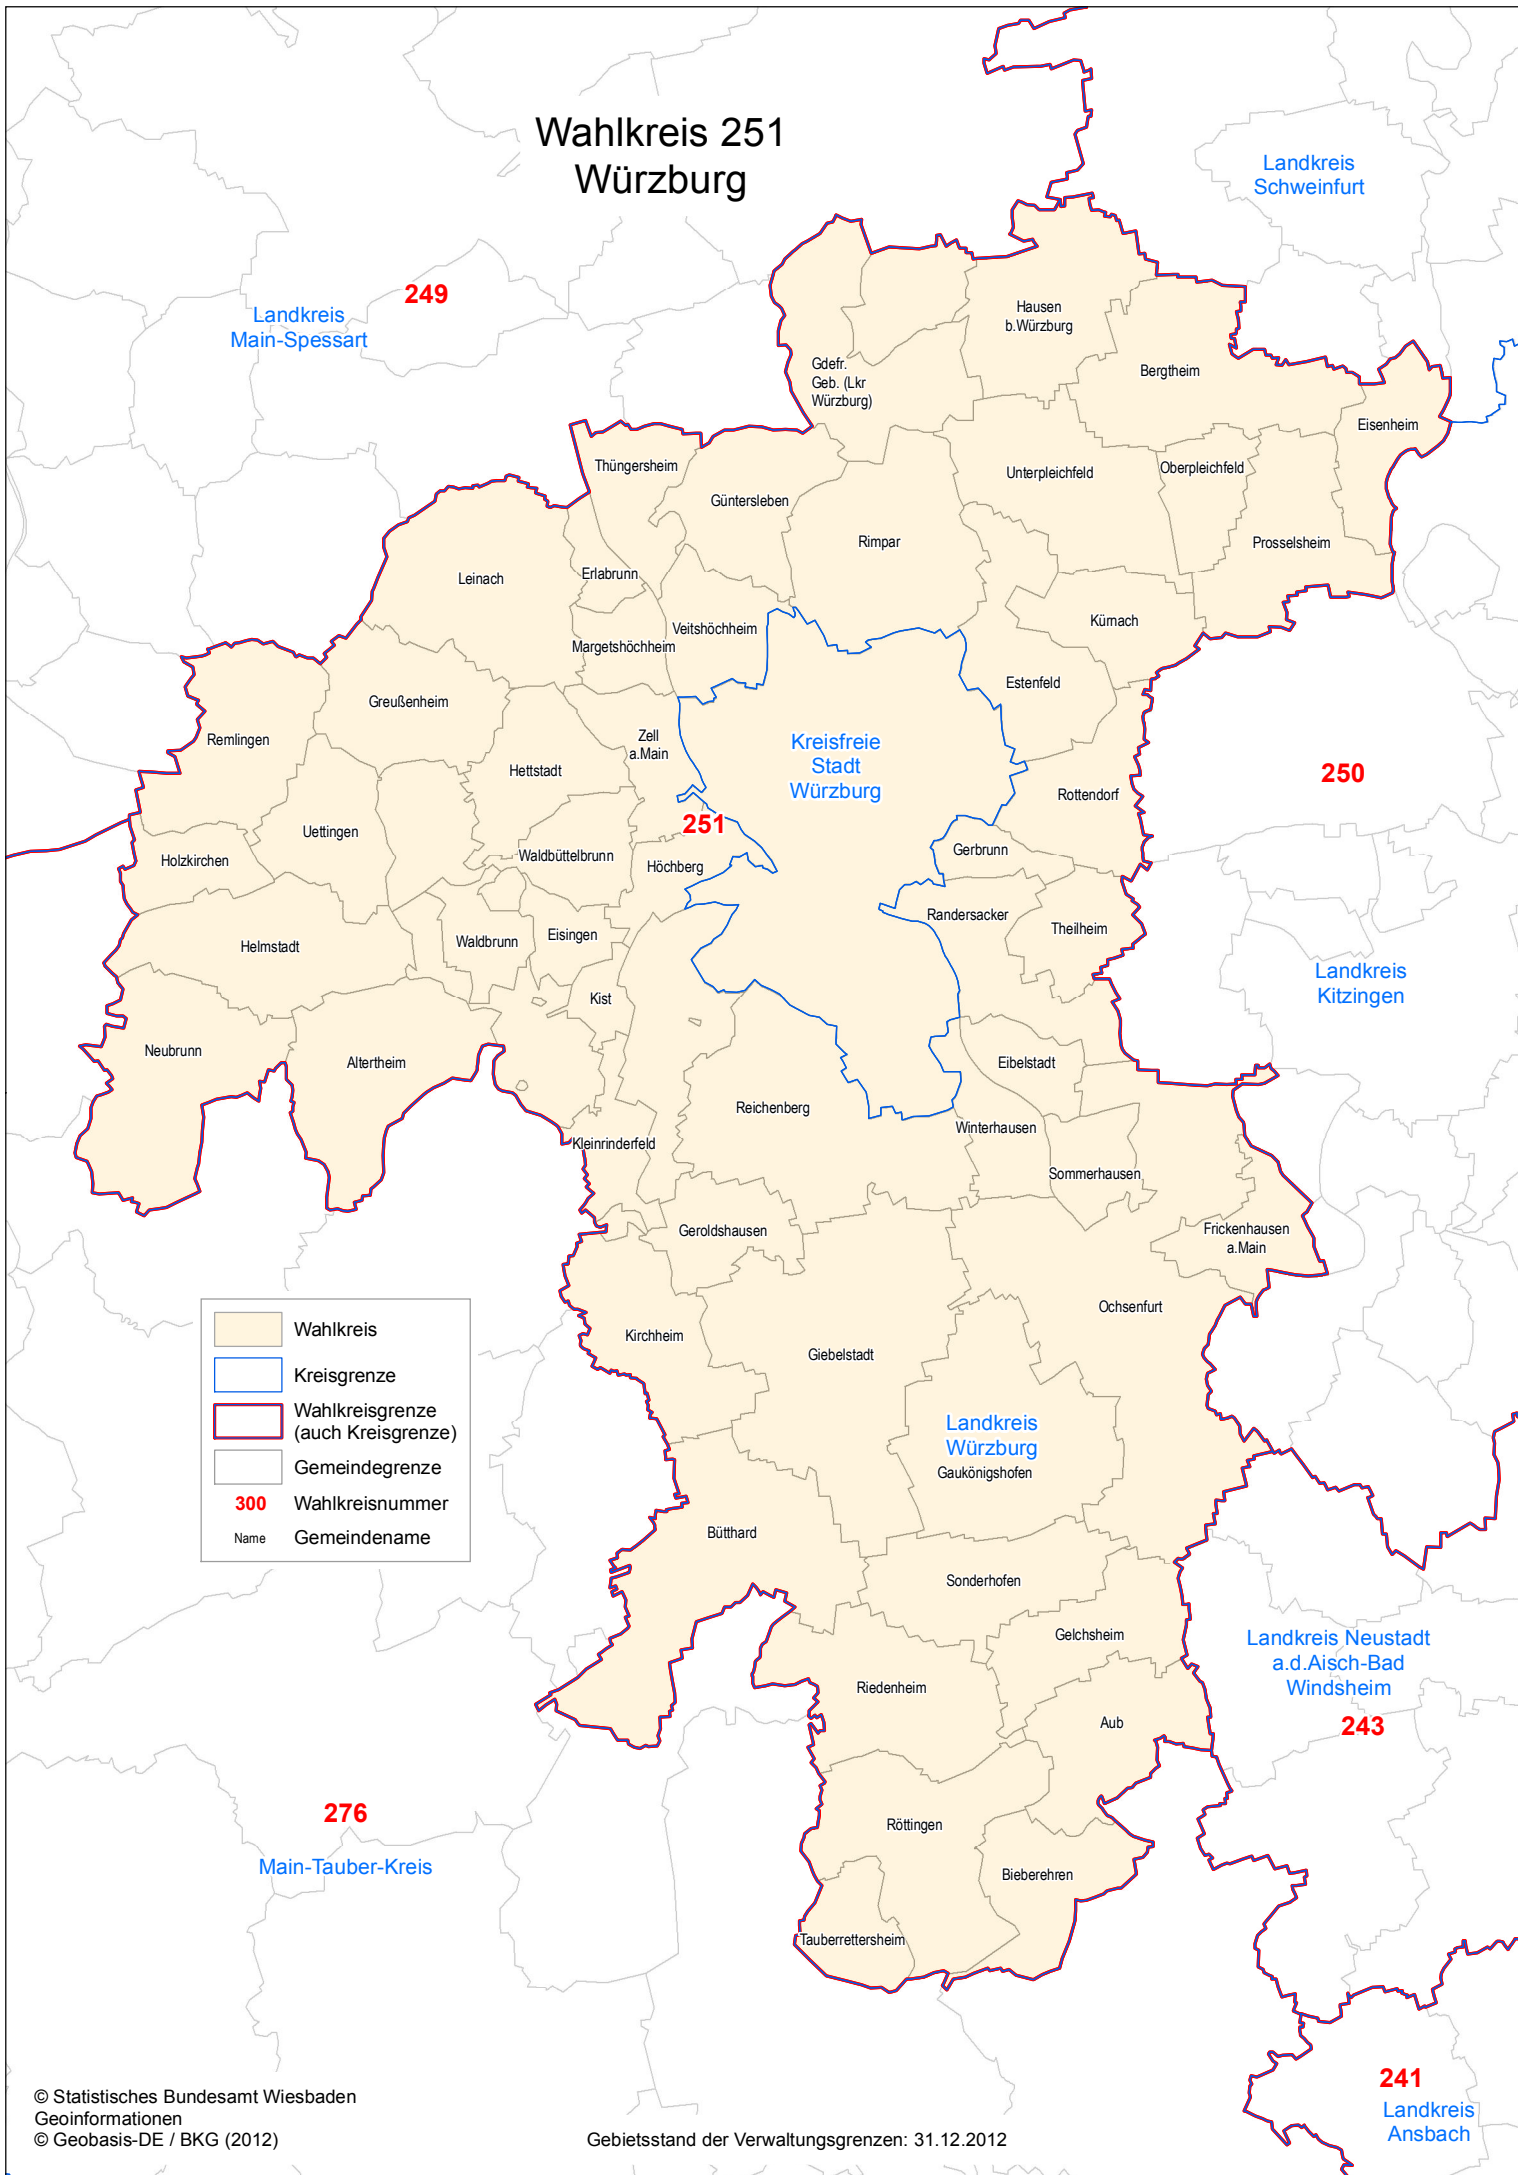 Wahlkreis 251
Würzburg
Landkreis
Schweinfurt
249
Landkreis
Main-Spessart
Hausen
b.Würzburg
Gdefr.
Geb. (Lkr
Würzburg)
Bergtheim
Eisenheim
Thüngersheim
Güntersleben
Unterpleichfeld
Oberpleichfeld
Rimpar
Prosselsheim
Leinach
Erlabrunn
Kürnach
Veitshöchheim
Margetshöchheim
Estenfeld
Greußenheim
Remlingen
Zell
a.Main
Hettstadt
Kreisfreie
Stadt
Würzburg
250
Rottendorf
251
Uettingen
Holzkirchen
Waldbüttelbrunn
Höchberg
Gerbrunn
Randersacker
Theilheim
Helmstadt
Waldbrunn
Eisingen
Kist
Landkreis
Kitzingen
Neubrunn
Altertheim
Eibelstadt
Reichenberg
Winterhausen
Kleinrinderfeld
Sommerhausen
Geroldshausen
Frickenhausen
a.Main
Ochsenfurt
Kirchheim
Giebelstadt
Landkreis
Würzburg
Gaukönigshofen
Wahlkreis
Kreisgrenze
Wahlkreisgrenze
(auch Kreisgrenze)
Gemeindegrenze
300 Wahlkreisnummer
Name Gemeindename
Bütthard
Sonderhofen
Gelchsheim
Landkreis Neustadt
a.d.Aisch-Bad
Windsheim
243
Riedenheim
Aub
276
Main-Tauber-Kreis
Röttingen
Bieberehren
Tauberrettersheim
241
Landkreis
Ansbach
© Statistisches Bundesamt Wiesbaden
Geoinformationen
© Geobasis-DE / BKG (2012)
Gebietsstand der Verwaltungsgrenzen: 31.12.2012